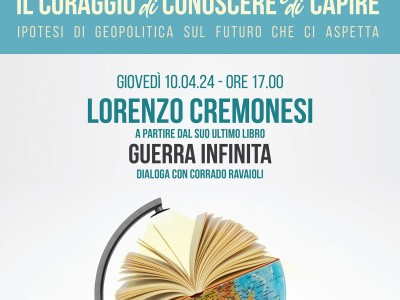 IL CORAGGIO di CONOSCERE e di CAPIRE
IPOTESI DI GEOPOLITICA SUL FUTURO CHE CI ASPETTA
GIOVEDÌ 10.04.24 - ORE 17.00
LORENZO CREMONESI
A PARTIRE DAL SUO ULTIMO LIBRO
GUERRA INFINITA
DIALOGA CON CORRADO RAVAIOLI